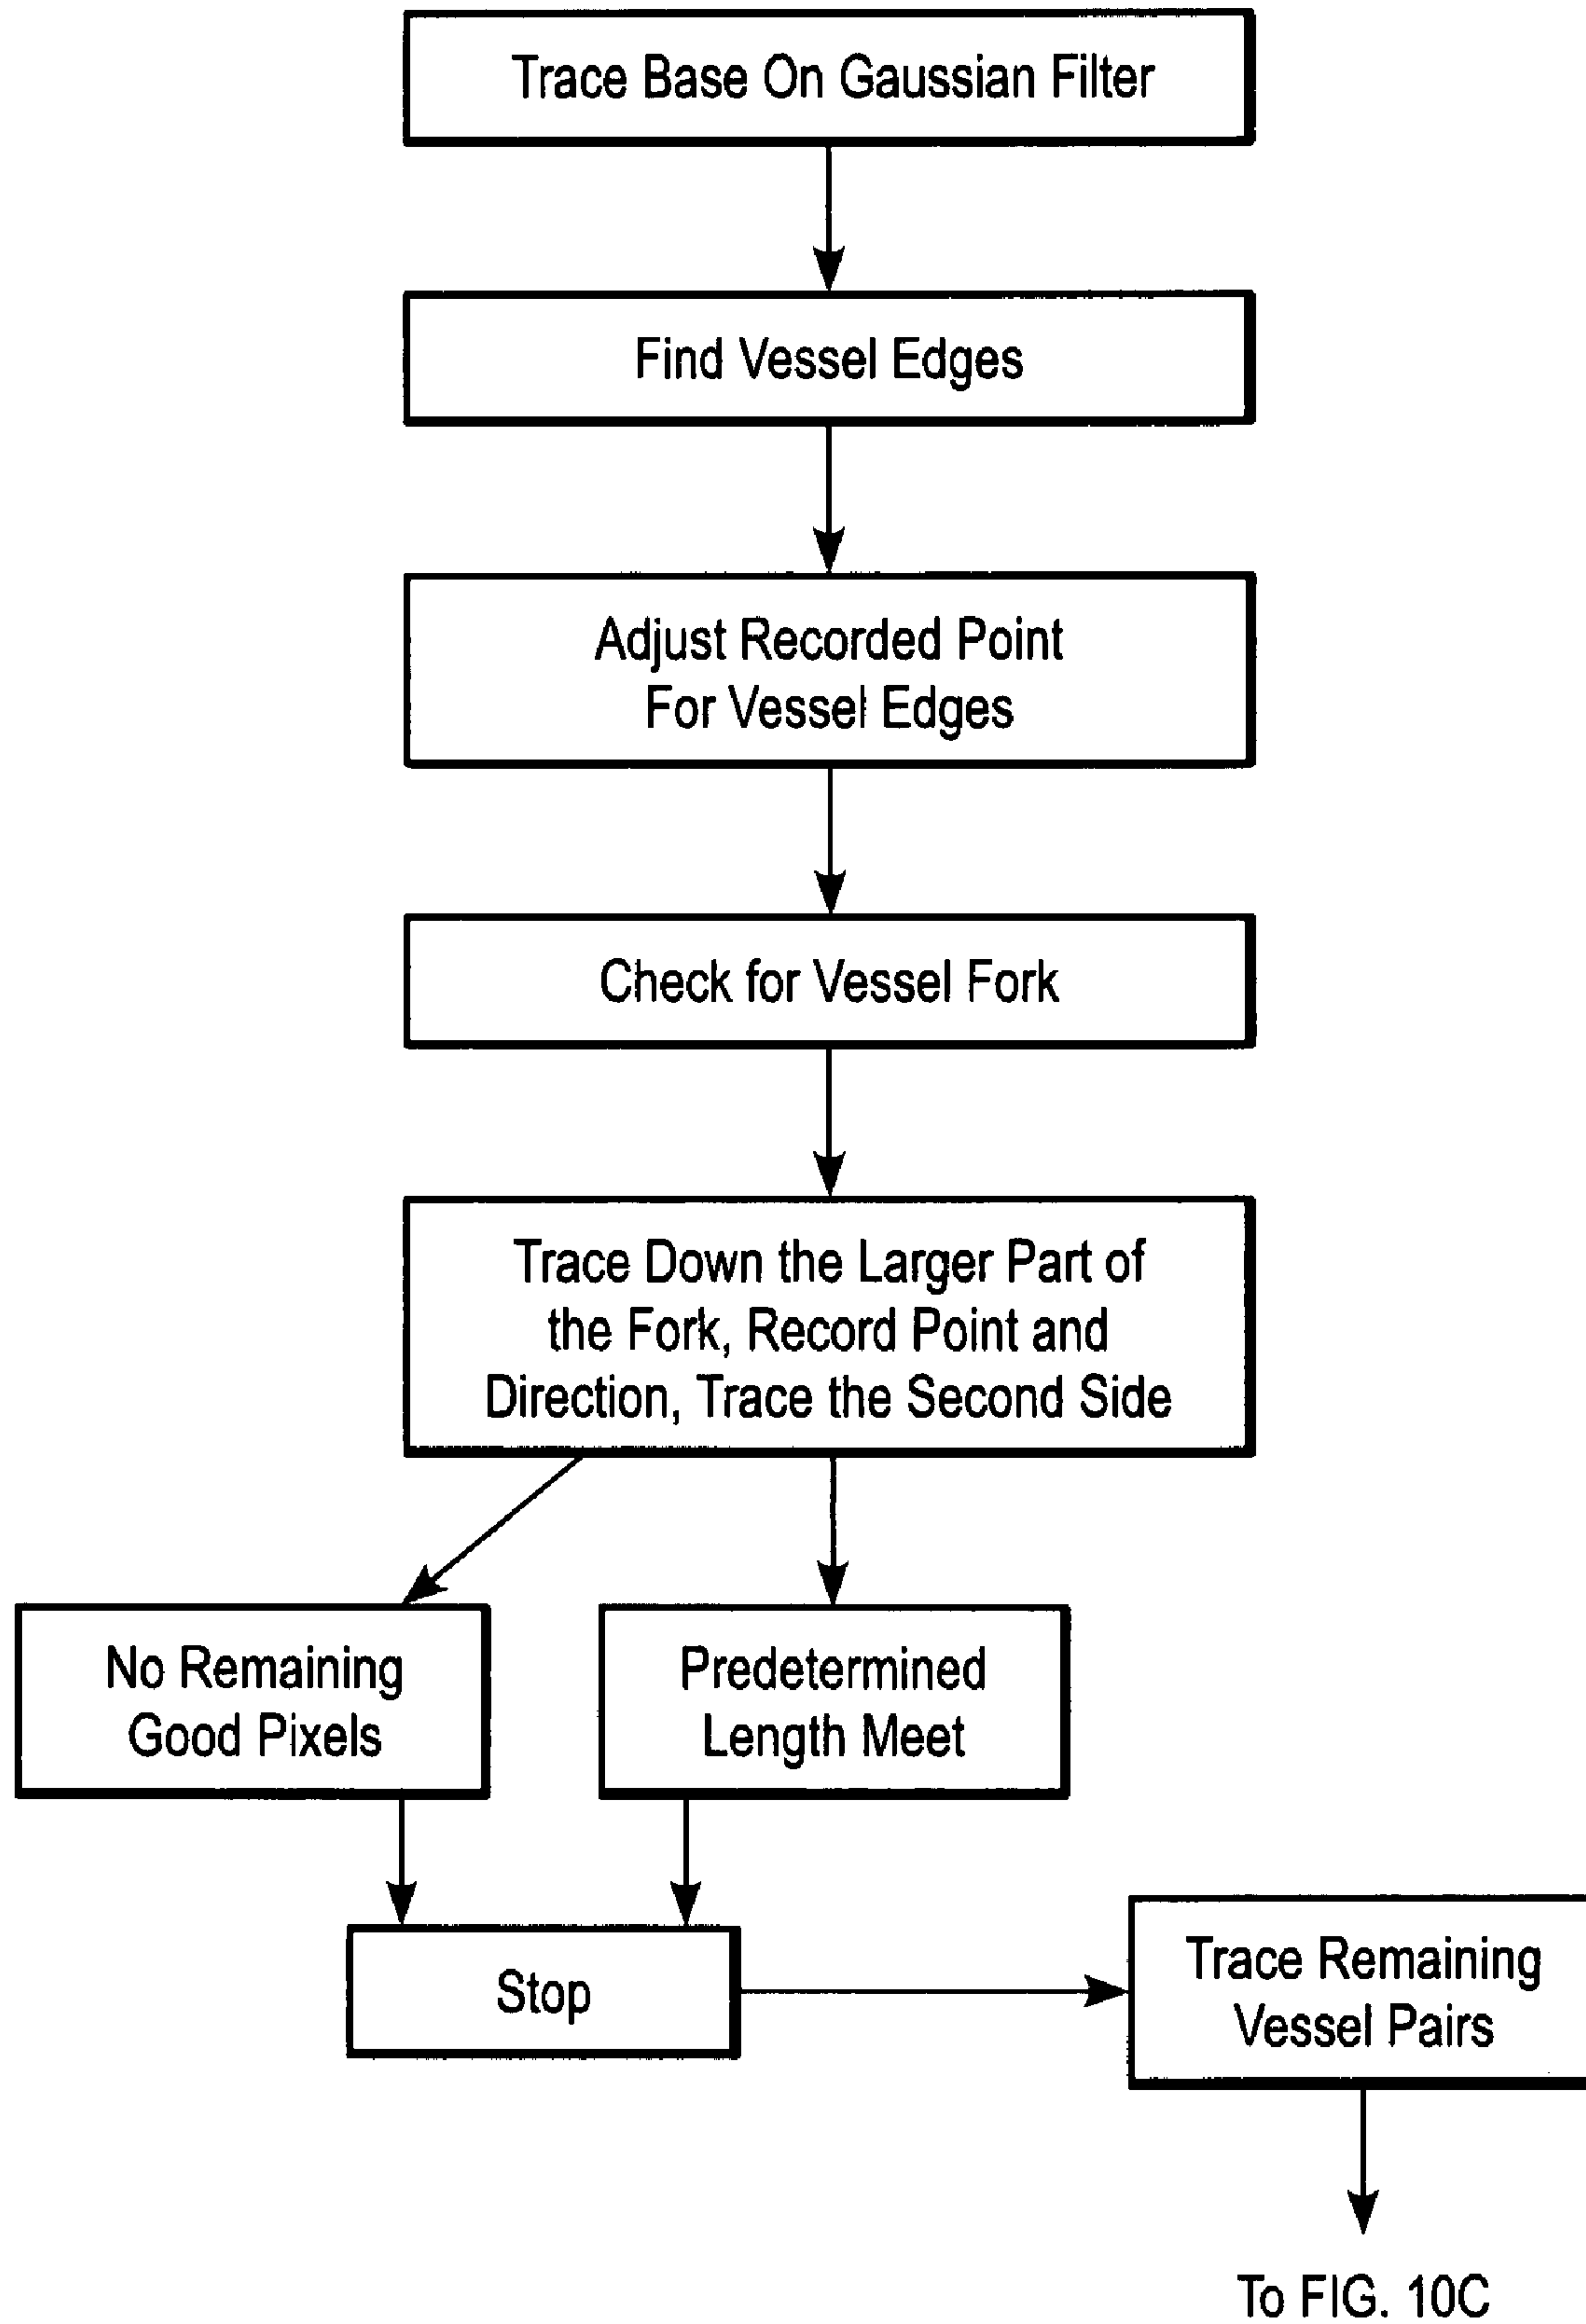 Trace Base On Gaussian Filter
Find Vessel Edges
Adjust Recorded Point
For Vessel Edges
Check for Vessel Fork
Trace Down the Larger Part of
the Fork, Record Point and
Direction, Trace the Second Side
No Remaining
Good Pixels
Predetermined
Length Meet
Stop
Trace Remaining
Vessel Pairs
To FIG. 10C